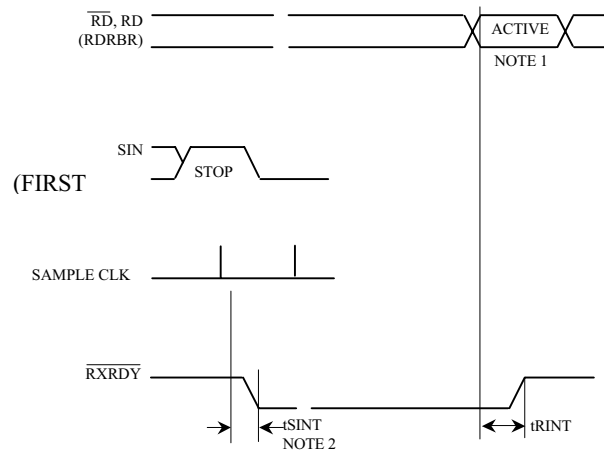 RD, RD
(RDRBR)
ACTIVE
NOTE 1
SIN
(FIRST
STOP
SAMPLE CLK
RXRDY
tSINT
NOTE 2
tRINT